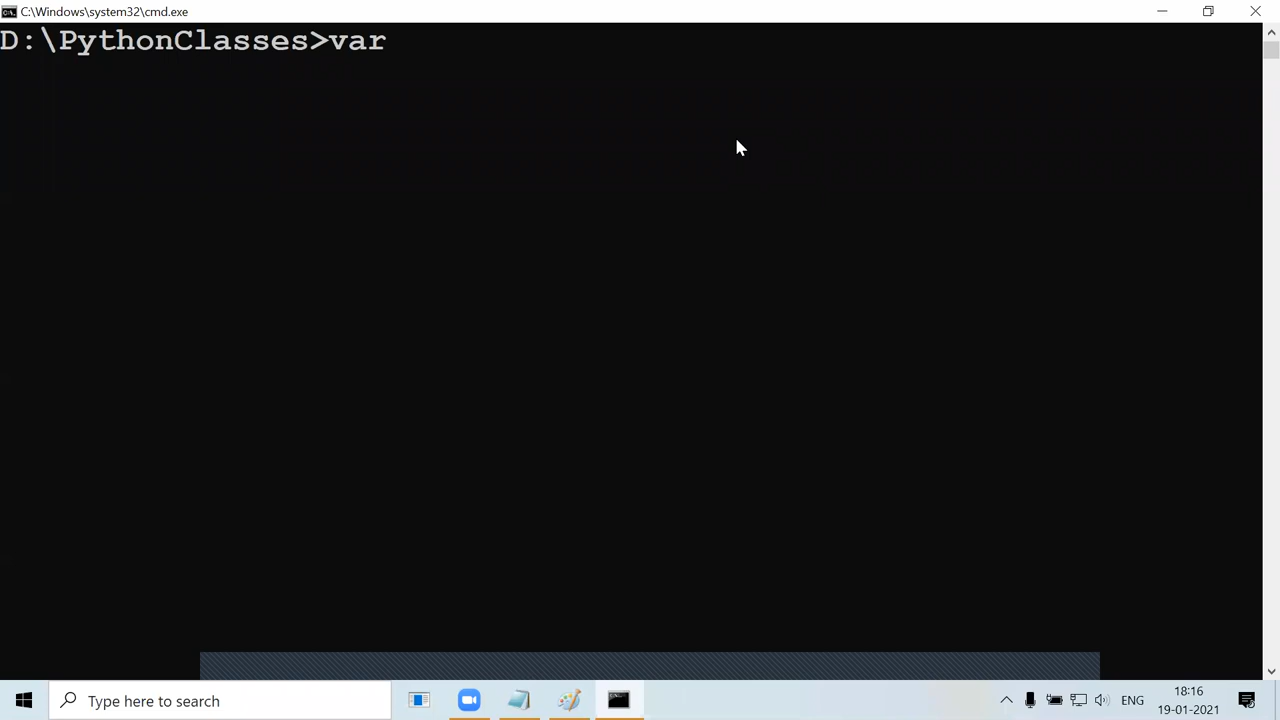 C:\Windows\system32\cmd.exe
D:\PythonClasses>var
Type here to search
ENG
18:16
19-01-2021